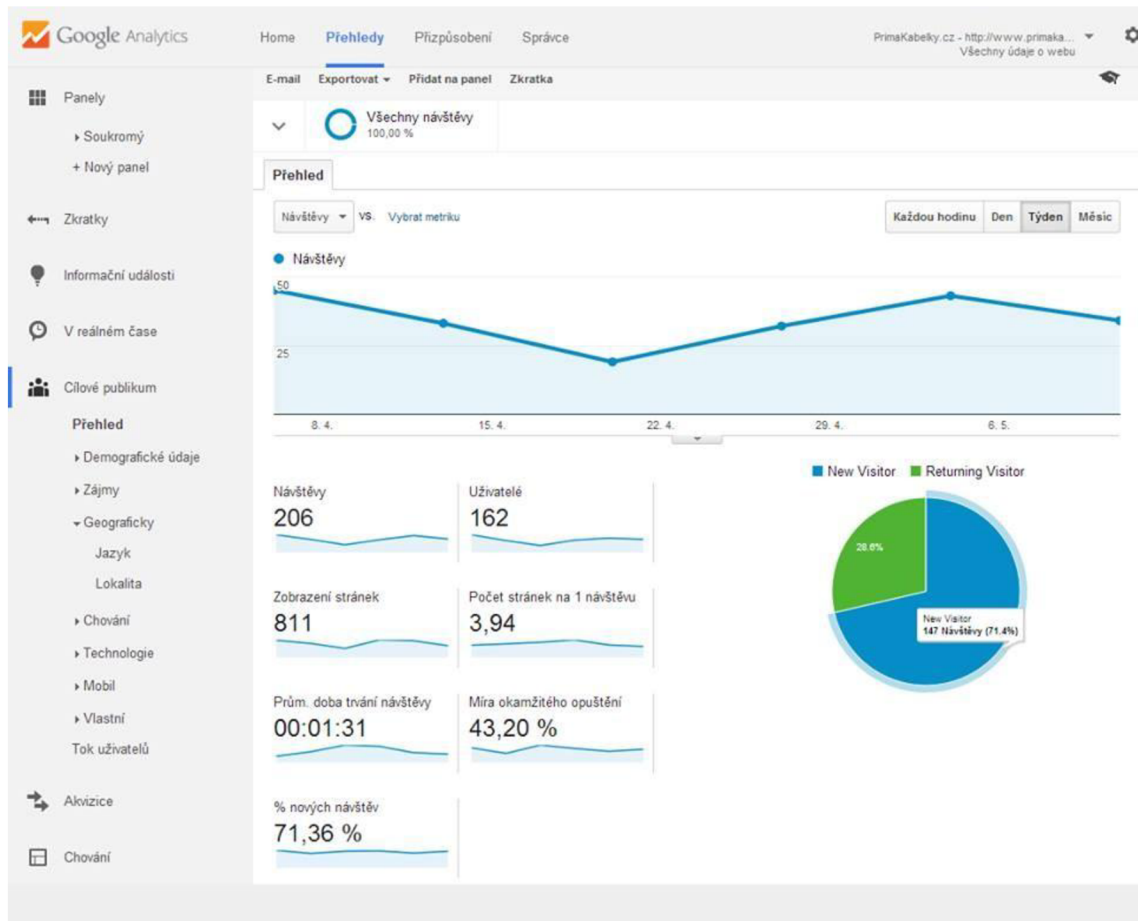 Google Analytics
Home Přehledy Přizpůsobení Správce
PrimaKabelky.cz - http://www.primaka...
Všechny údaje o webu
E-mail Exportovat Přidat na panel Zkratka
Panely
Soukromý
+ Nový panel
Zkratky
Informační události
V reálném čase
Cílové publikum
Přehled
Demografické údaje
Zájmy
Geograficky
Jazyk
Lokalita
Chování
Technologie
Mobil
Vlastní
Tok uživatelů
Akvizice
Chování
Všechny návštěvy
100,00 %
Přehled
Návštěvy VS. Vybrat metriku
Každou hodinu Den Týden Měsíc
Návštěvy
50
25
8. 4. 15. 4. 22. 4. 29. 4. 6. 5.
New Visitor Returning Visitor
28.6%
New Visitor
147 Návštěvy (71.4%)
Návštěvy
206
Uživatelé
162
Zobrazení stránek
811
Počet stránek na 1 návštěvu
3,94
Prům. doba trvání návštěvy
00:01:31
Míra okamžitého opuštění
43,20 %
% nových návštěv
71,36 %